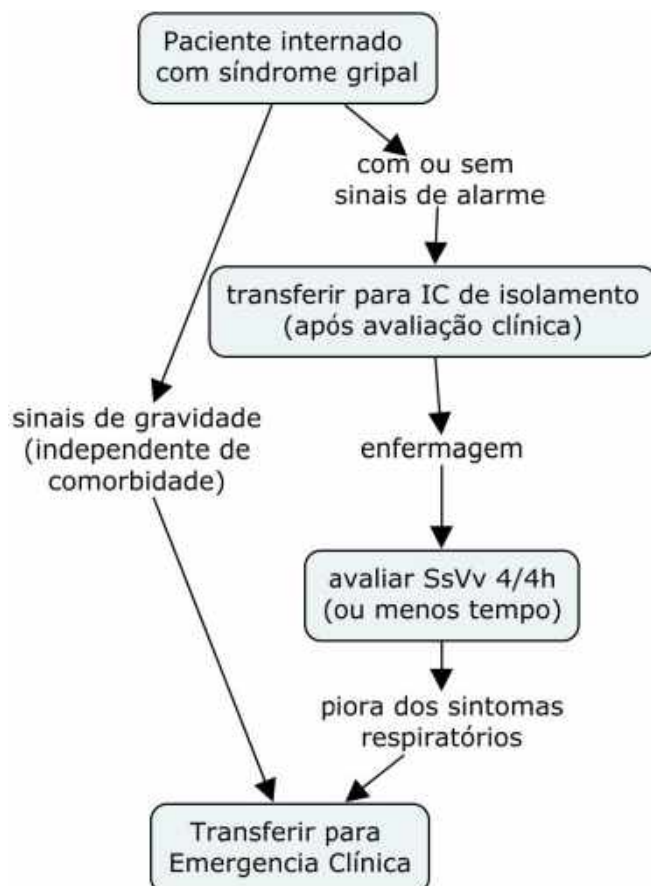 Paciente internado
com síndrome gripal
com ou sem
sinais de alarme
transferir para IC de isolamento
(após avaliação clínica)
sinais de gravidade
(independente de
comorbidade)
enfermagem
avaliar SsVv 4/4h
(ou menos tempo)
piora dos sintomas
respiratórios
Transferir para
Emergencia Clínica